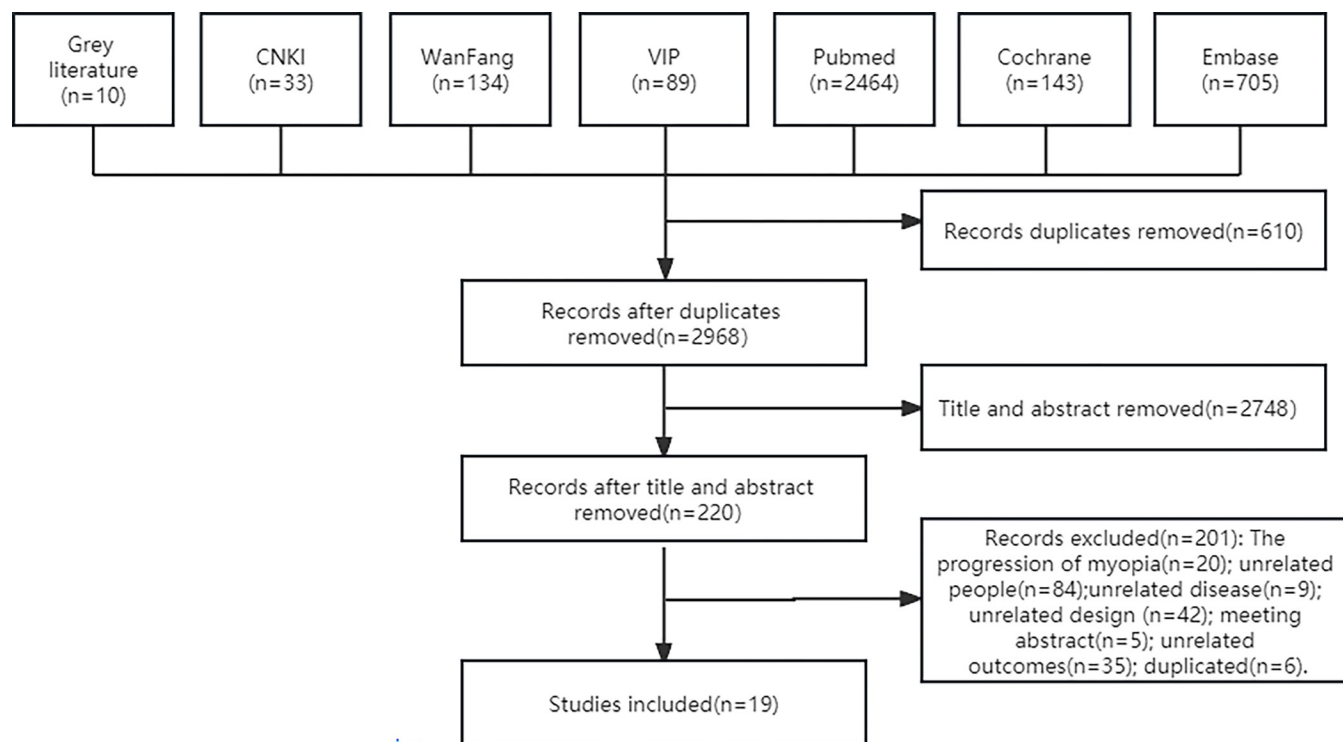 Grey
literature
(n=10)
CNKI
(n=33)
WanFang
(n=134)
VIP
(n=89)
Pubmed
(n=2464)
Cochrane
(n=143)
Embase
(n=705)
Records duplicates removed(n=610)
Records after duplicates
removed(n=2968)
Title and abstract removed(n=2748)
Records after title and abstract
removed(n=220)
Records excluded(n=201): The
progression of myopia(n=20); unrelated
people(n=84);unrelated disease(n=9);
unrelated design (n=42); meeting
abstract(n=5); unrelated
outcomes(n=35); duplicated(n=6).
Studies included(n=19)